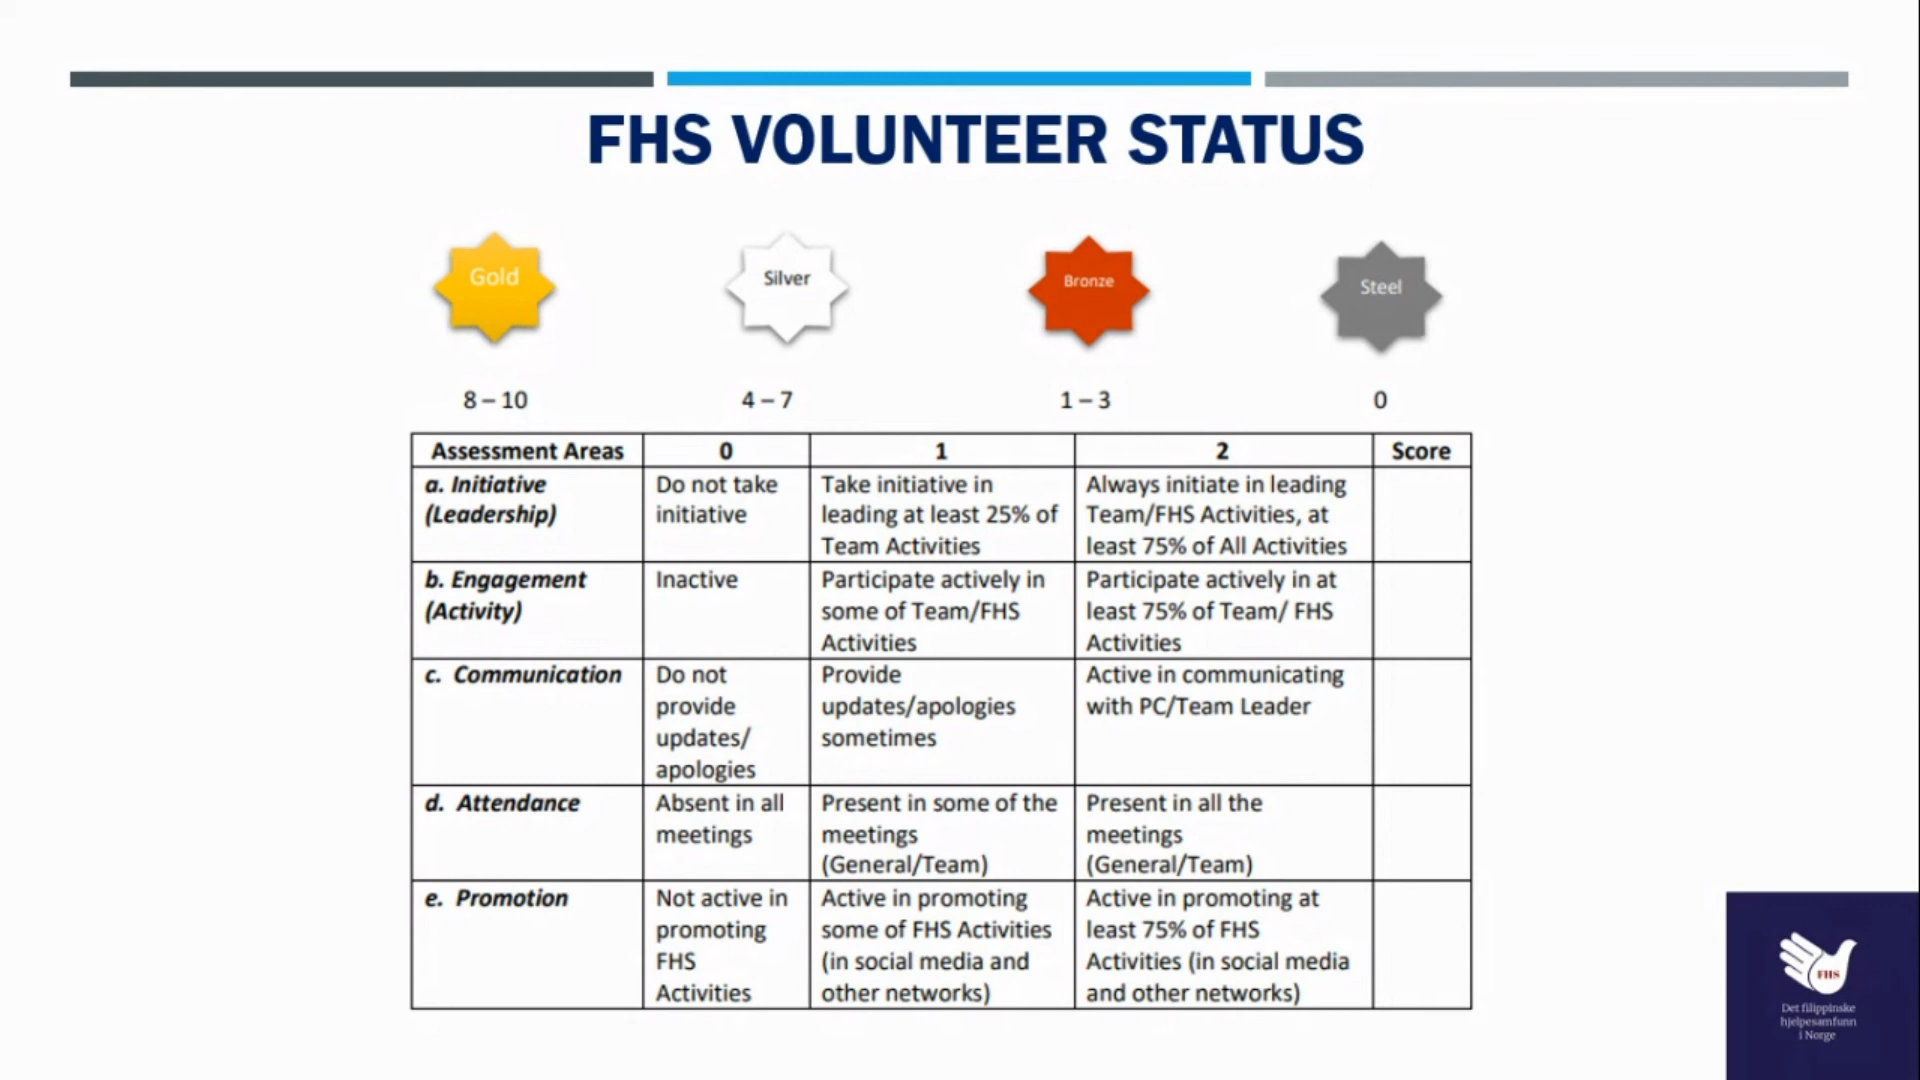 FHS VOLUNTEER STATUS
Gold
Silver
Bronze
Steel
8 – 10
4 – 7
1 – 3
0
Assessment Areas
0
1
2
Score
a. Initiative
(Leadership)
Do not take
initiative
Take initiative in
leading at least 25% of
Team Activities
Always initiate in leading
Team/FHS Activities, at
least 75% of All Activities
b. Engagement
(Activity)
Inactive
Participate actively in
some of Team/FHS
Activities
Participate actively in at
least 75% of Team/ FHS
Activities
c. Communication
Do not
provide
updates/
apologies
Provide
updates/apologies
sometimes
Active in communicating
with PC/Team Leader
d. Attendance
Absent in all
meetings
Present in some of the
meetings
(General/Team)
Present in all the
meetings
(General/Team)
e. Promotion
Not active in
promoting
FHS
Activities
Active in promoting
some of FHS Activities
(in social media and
other networks)
Active in promoting at
least 75% of FHS
Activities (in social media
and other networks)
FHS
Det filippinske
hjelpesamfunn
i Norge